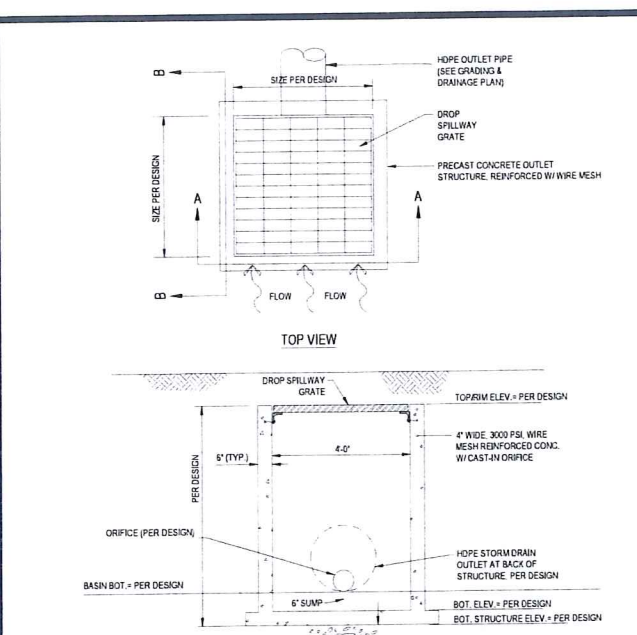 HDPE OUTLET PIPE
(SEE GRADING &
DRAINAGE PLAN)
B
SIZE PER DESIGN
DROP
SPILLWAY
GRATE
PRECAST CONCRETE OUTLET
STRUCTURE, REINFORCED W/ WIRE MESH
SIZE PER DESIGN
A
A
B
FLOW
FLOW
TOP VIEW
DROP SPILLWAY
GRATE
TOP/RIM ELEV.= PER DESIGN
PER DESIGN
6" (TYP.)
4'-0"
4" WIDE, 3000 PSI, WIRE
MESH REINFORCED CONC.
W/ CAST-IN ORIFICE
ORIFICE (PER DESIGN)
HDPE STORM DRAIN
OUTLET AT BACK OF
STRUCTURE, PER DESIGN
BASIN BOT.= PER DESIGN
6" SUMP
BOT. ELEV.= PER DESIGN
BOT. STRUCTURE ELEV.= PER DESIGN